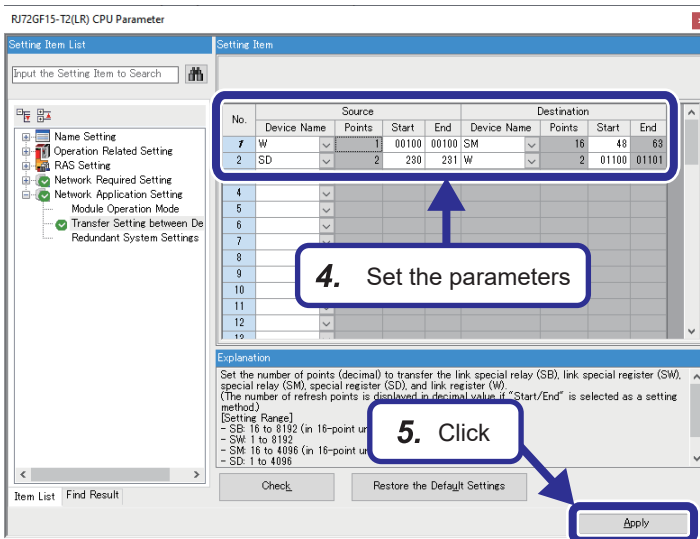 RJ72GF15-T2(LR) CPU Parameter
Setting Item List
Setting Item
Input the Setting Item to Search
Name Setting
Operation Related Setting
RAS Setting
Network Required Setting
Network Application Setting
Module Operation Mode
Transfer Setting between De
Redundant System Settings
No. Source Destination
Device Name Points Start End Device Name Points Start End
1 W 1 00100 00100 SM 16 48 63
2 SD 2 230 231 W 2 01100 01101
4
5
6
7
8
9
10
11
12
4. Set the parameters
Explanation
Set the number of points (decimal) to transfer the link special relay (SB), link special register (SW),
special relay (SM), special register (SD), and link register (W).
(The number of refresh points is displayed in decimal value if "Start/End" is selected as a setting
method.)
[Setting Range]
- SB: 16 to 8192 (in 16-point un
- SW: 1 to 8192
- SM: 16 to 4096 (in 16-point un
- SD: 1 to 4096
5. Click
Item List Find Result
Check Restore the Default Settings
Apply